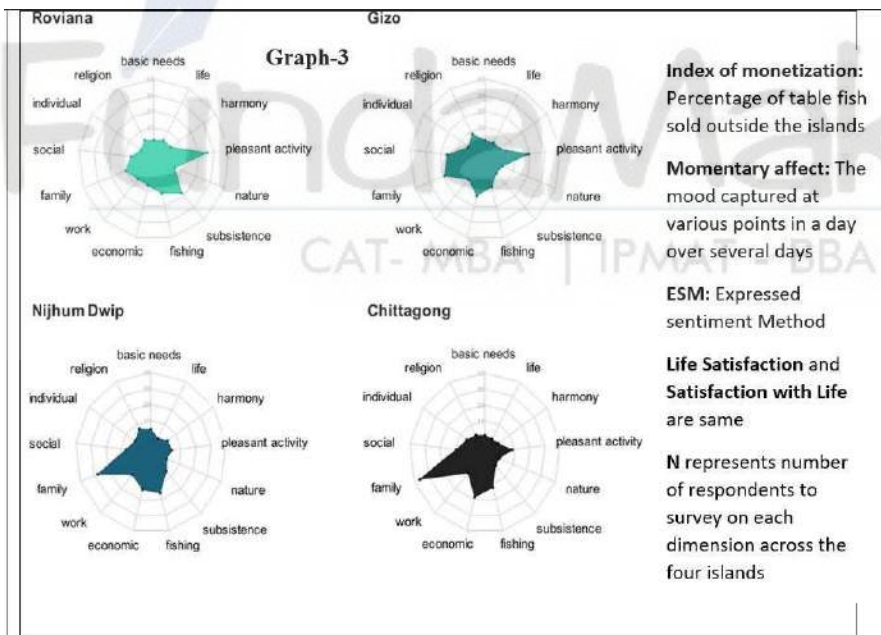 Roviana
Gizo
Graph-3
basic needs
life
harmony
pleasant activity
nature
subsistence
fishing
economic
work
family
social
individual
religion
basic needs
life
harmony
pleasant activity
nature
subsistence
fishing
economic
work
family
social
individual
religion
Nijhum Dwip
Chittagong
basic needs
life
harmony
pleasant activity
nature
subsistence
fishing
economic
work
family
social
individual
religion
basic needs
life
harmony
pleasant activity
nature
subsistence
fishing
economic
work
family
social
individual
religion
Index of monetization:
Percentage of table fish
sold outside the islands
Momentary affect: The
mood captured at
various points in a day
over several days
ESM: Expressed
sentiment Method
Life Satisfaction and
Satisfaction with Life
are same
N represents number
of respondents to
survey on each
dimension across the
four islands
FundaMak
CAT- MBA | IPMAT - BBA